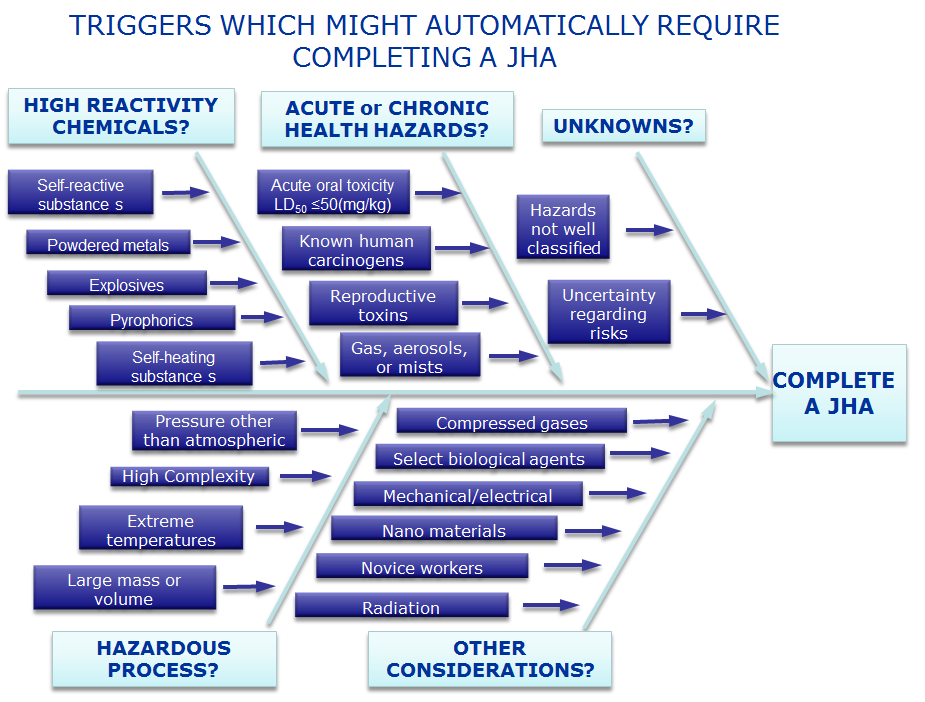 TRIGGERS WHICH MIGHT AUTOMATICALLY REQUIRE
COMPLETING A JHA
HIGH REACTIVITY
CHEMICALS?
Self-reactive
substance s
Powdered metals
Explosives
Pyrophorics
Self-heating
substance s
ACUTE or CHRONIC
HEALTH HAZARDS?
Acute oral toxicity
LD50 ≤50(mg/kg)
Known human
carcinogens
Reproductive
toxins
Gas, aerosols,
or mists
UNKNOWNS?
Hazards
not well
classified
Uncertainty
regarding
risks
COMPLETE
A JHA
Pressure other
than atmospheric
High Complexity
Extreme
temperatures
Large mass or
volume
HAZARDOUS
PROCESS?
Compressed gases
Select biological agents
Mechanical/electrical
Nano materials
Novice workers
Radiation
OTHER
CONSIDERATIONS?